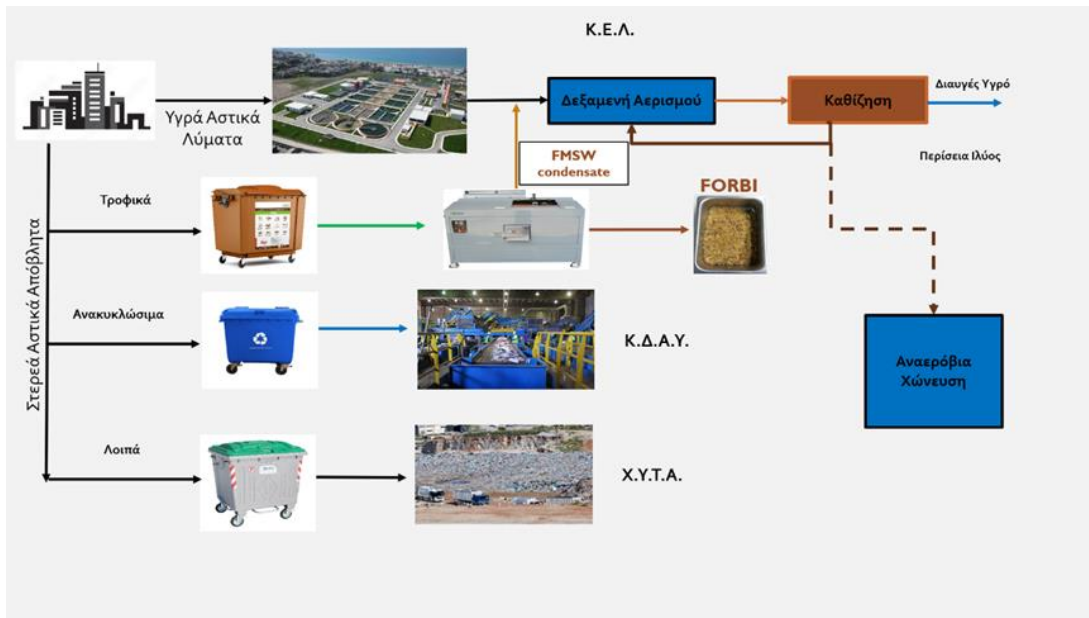 Κ.Ε.Λ.
Υγρά Αστικά
Λύματα
Δεξαμενή Αερισμού
Καθίζηση
Διαυγές Υγρό
FMSW
condensate
Περίσεια Ιλύος
Στερεά Αστικά Απόβλητα
Τροφικά
FORBI
Ανακυκλώσιμα
Κ.Δ.Α.Υ.
Αναερόβια
Χώνευση
Λοιπά
Χ.Υ.Τ.Α.